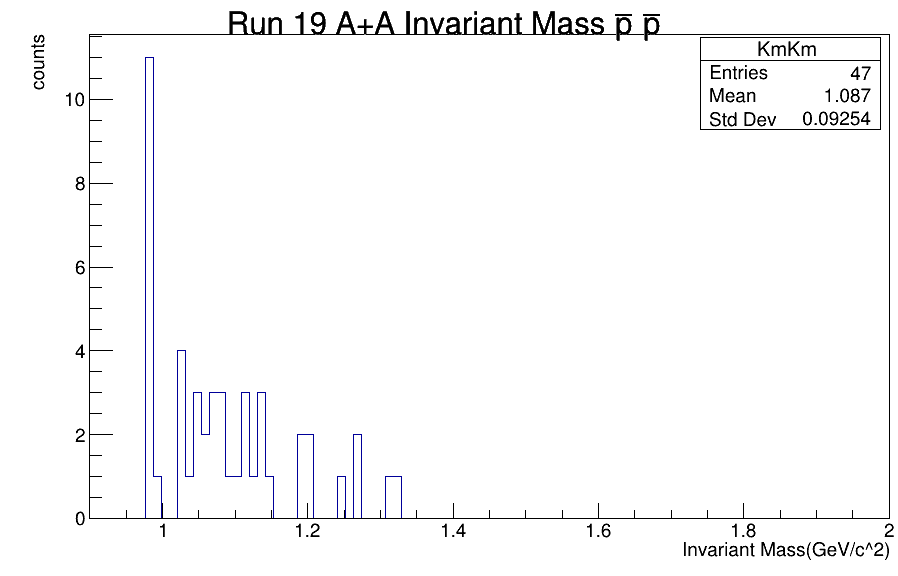 Run 19 A+A Invariant Mass p̅ p̅
counts
KmKm
Entries 47
Mean 1.087
Std Dev 0.09254
10
8
6
4
2
0
1 1.2 1.4 1.6 1.8 2
Invariant Mass(GeV/c^2)